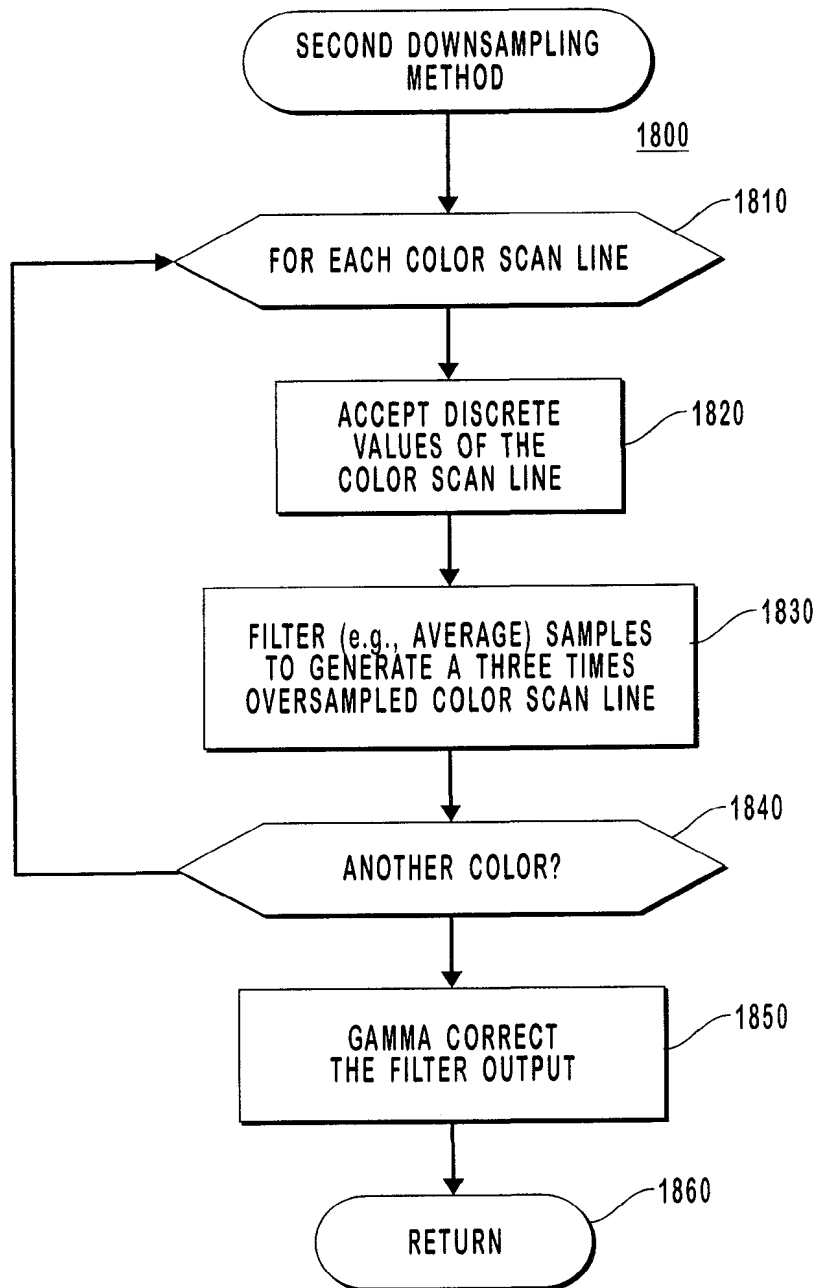 SECOND DOWNSAMPLING
METHOD
1800
1810
FOR EACH COLOR SCAN LINE
ACCEPT DISCRETE
VALUES OF THE
COLOR SCAN LINE
1820
1830
FILTER (e.g., AVERAGE) SAMPLES
TO GENERATE A THREE TIMES
OVERSAMPLED COLOR SCAN LINE
1840
ANOTHER COLOR?
1850
GAMMA CORRECT
THE FILTER OUTPUT
1860
RETURN